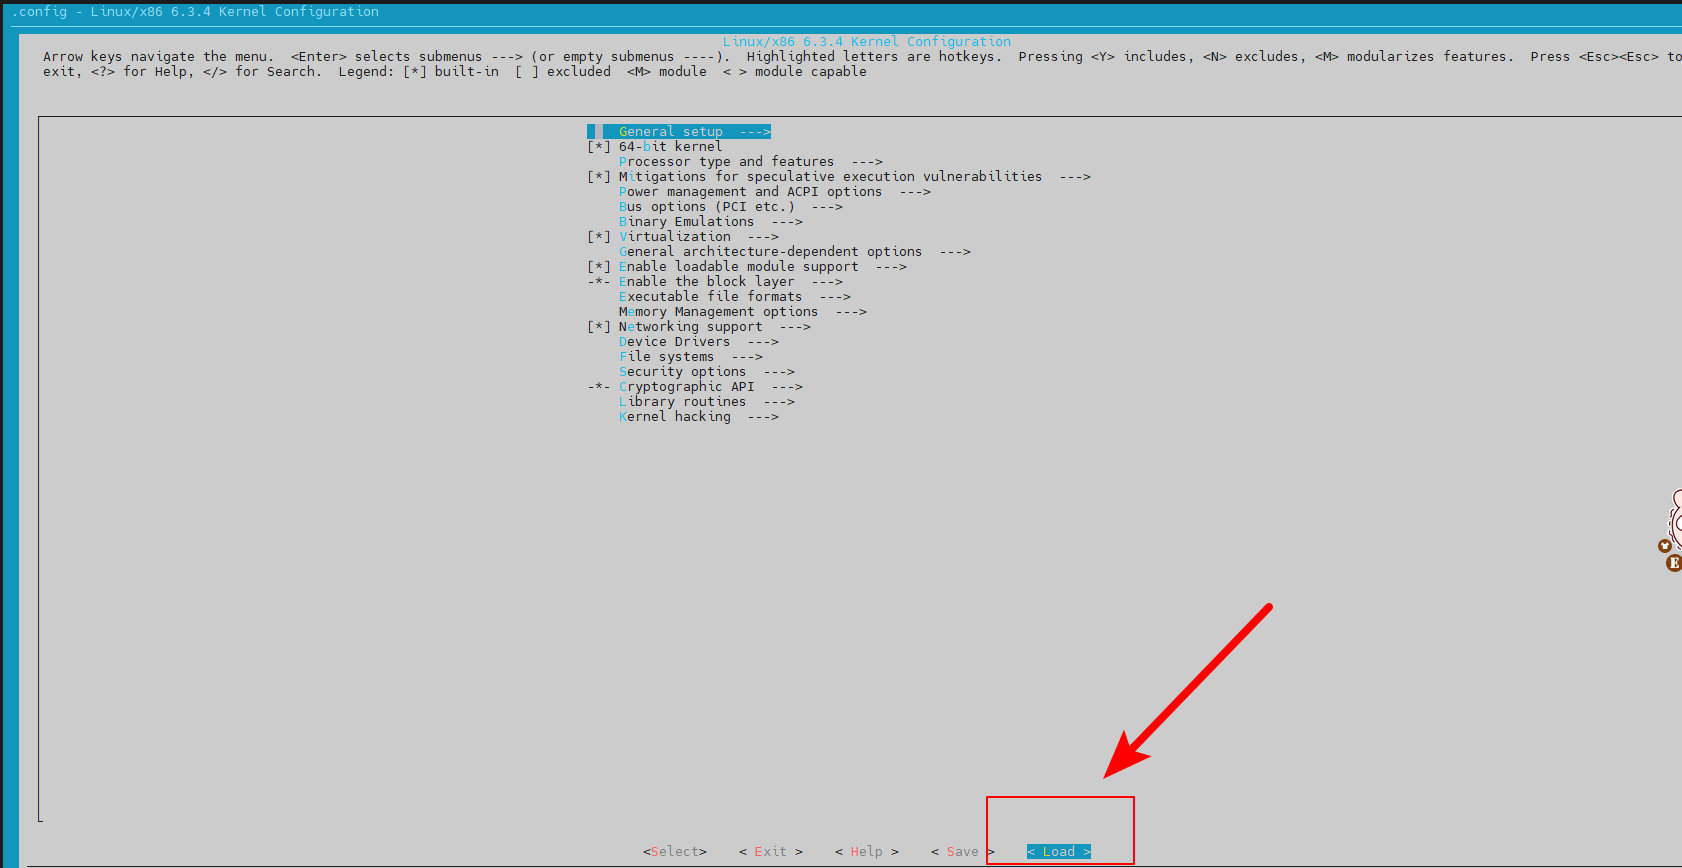 .config - Linux/x86 6.3.4 Kernel Configuration
Linux/x86 6.3.4 Kernel Configuration
Arrow keys navigate the menu.  <Enter> selects submenus ---> (or empty submenus ----).  Highlighted letters are hotkeys.  Pressing <Y> includes, <N> excludes, <M> modularizes features.  Press <Esc><Esc> to
exit, <?> for Help, </> for Search.  Legend: [*] built-in  [ ] excluded  <M> module  < > module capable
General setup  --->
[*] 64-bit kernel
Processor type and features  --->
[*] Mitigations for speculative execution vulnerabilities  --->
Power management and ACPI options  --->
Bus options (PCI etc.)  --->
Binary Emulations  --->
[*] Virtualization  --->
General architecture-dependent options  --->
[*] Enable loadable module support  --->
-*- Enable the block layer  --->
Executable file formats  --->
Memory Management options  --->
[*] Networking support  --->
Device Drivers  --->
File systems  --->
Security options  --->
-*- Cryptographic API  --->
Library routines  --->
Kernel hacking  --->
E
<Select>    < Exit >    < Help >    < Save >    < Load >